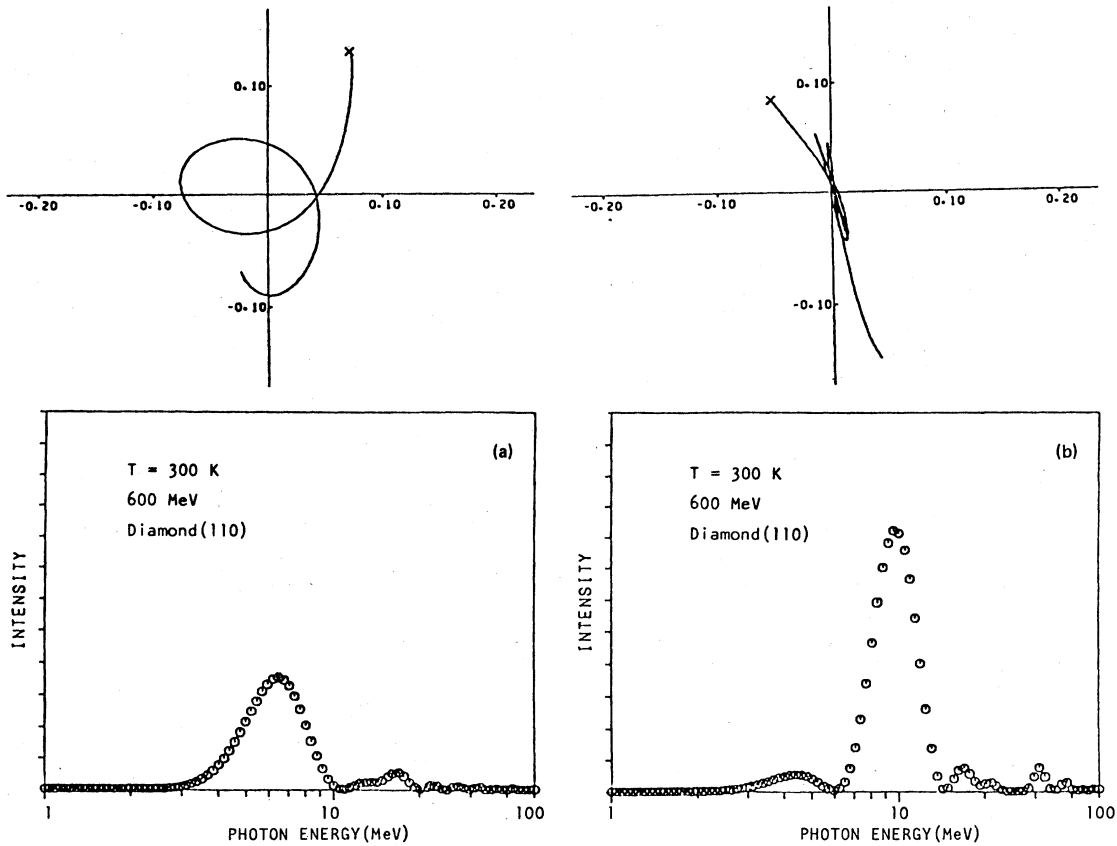 0.10
-0.20
-0.10
0.10
0.20
-0.10
0.10
-0.20
-0.10
0.10
0.20
-0.10
(a)
T = 300 K
600 MeV
Diamond(110)
INTENSITY
1
10
100
PHOTON ENERGY(MeV)
(b)
T = 300 K
600 MeV
Diamond(110)
INTENSITY
1
10
100
PHOTON ENERGY(MeV)